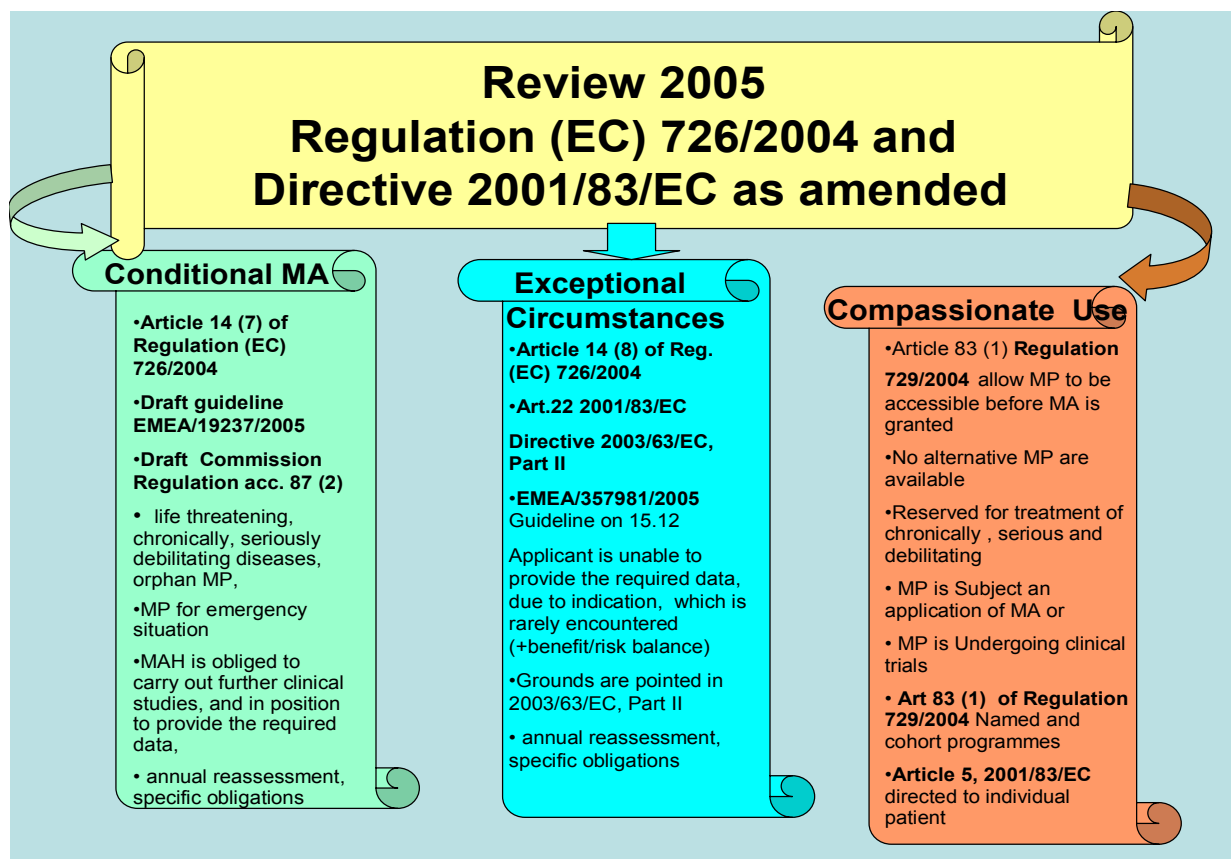 Review 2005
Regulation (EC) 726/2004 and
Directive 2001/83/EC as amended
Conditional MA
•Article 14 (7) of
Regulation (EC)
726/2004
•Draft guideline
EMEA/19237/2005
•Draft Commission
Regulation acc. 87 (2)
• life threatening,
chronically, seriously
debilitating diseases,
orphan MP,
•MP for emergency
situation
•MAH is obliged to
carry out further clinical
studies, and in position
to provide the required
data,
• annual reassessment,
specific obligations
Exceptional
Circumstances
•Article 14 (8) of Reg.
(EC) 726/2004
•Art.22 2001/83/EC
Directive 2003/63/EC,
Part II
•EMEA/357981/2005
Guideline on 15.12
Applicant is unable to
provide the required data,
due to indication, which is
rarely encountered
(+benefit/risk balance)
•Grounds are pointed in
2003/63/EC, Part II
• annual reassessment,
specific obligations
Compassionate Use
•Article 83 (1) Regulation
729/2004 allow MP to be
accessible before MA is
granted
•No alternative MP are
available
•Reserved for treatment of
chronically , serious and
debilitating
• MP is Subject an
application of MA or
• MP is Undergoing clinical
trials
• Art 83 (1) of Regulation
729/2004 Named and
cohort programmes
•Article 5, 2001/83/EC
directed to individual
patient